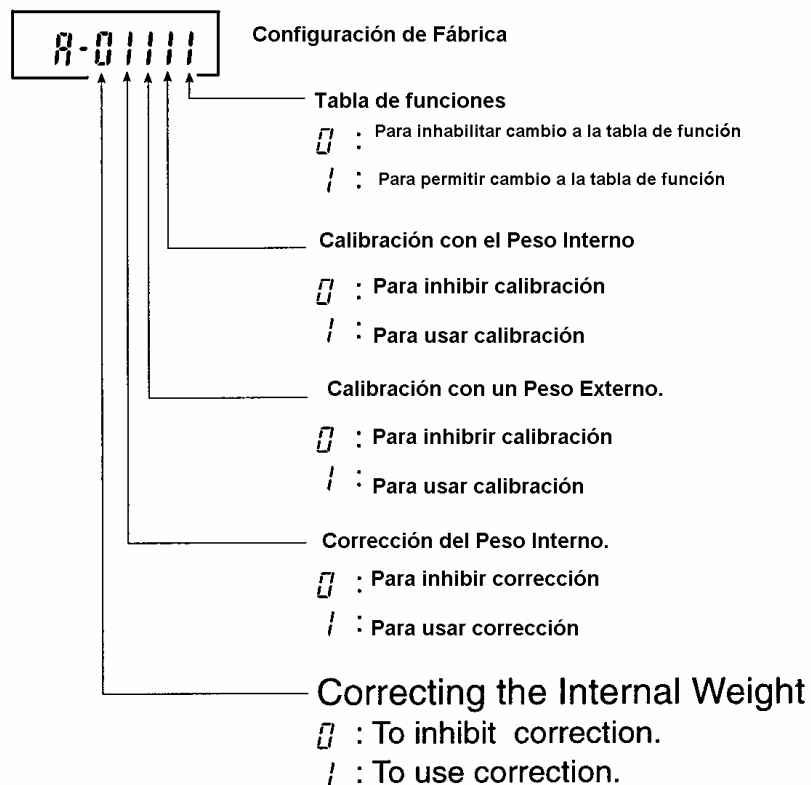 A-01111
Configuración de Fábrica
Tabla de funciones
0 : Para inhabilitar cambio a la tabla de función
1 : Para permitir cambio a la tabla de función
Calibración con el Peso Interno
0 : Para inhibir calibración
1 : Para usar calibración
Calibración con un Peso Externo.
0 : Para inhibrir calibración
1 : Para usar calibración
Corrección del Peso Interno.
0 : Para inhibir corrección
1 : Para usar corrección
Correcting the Internal Weight
0 : To inhibit correction.
1 : To use correction.